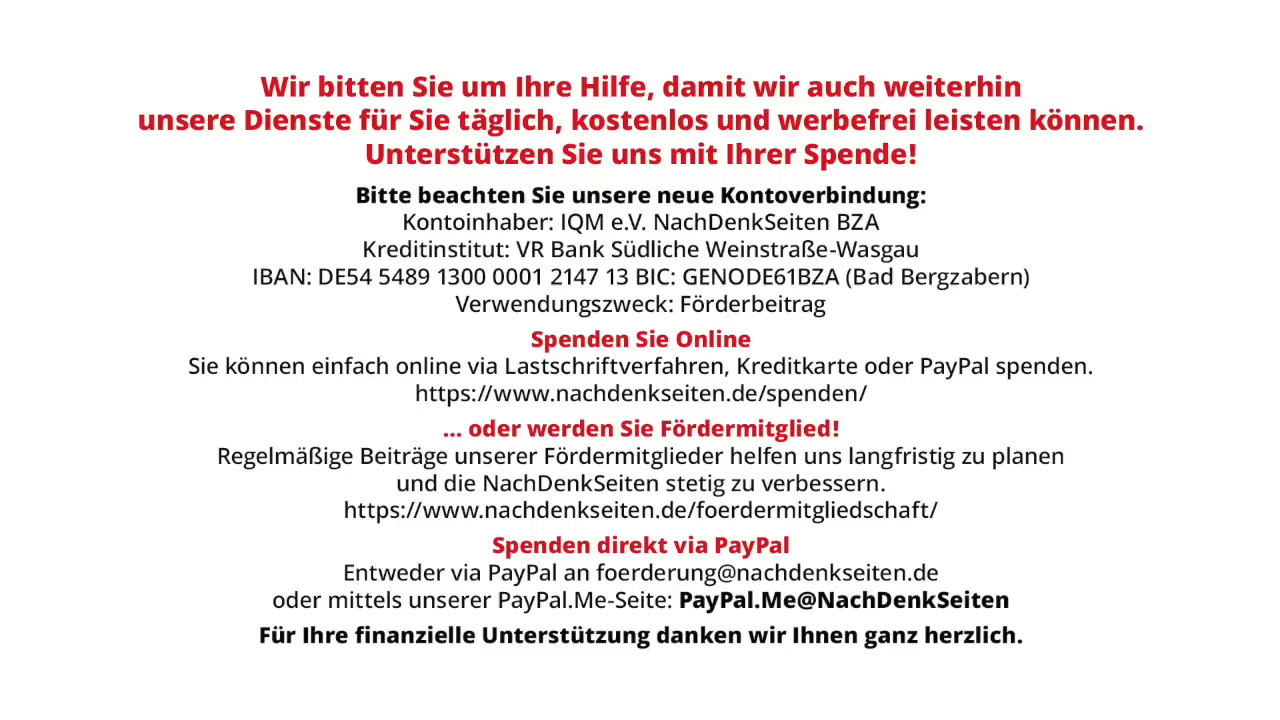 Wir bitten Sie um Ihre Hilfe, damit wir auch weiterhin
unsere Dienste für Sie täglich, kostenlos und werbefrei leisten können.
Unterstützen Sie uns mit Ihrer Spende!
Bitte beachten Sie unsere neue Kontoverbindung:
Kontoinhaber: IQM e.V. NachDenkSeiten BZA
Kreditinstitut: VR Bank Südliche Weinstraße-Wasgau
IBAN: DE54 5489 1300 0001 2147 13 BIC: GENODE61BZA (Bad Bergzabern)
Verwendungszweck: Förderbeitrag
Spenden Sie Online
Sie können einfach online via Lastschriftverfahren, Kreditkarte oder PayPal spenden.
https://www.nachdenkseiten.de/spenden/
... oder werden Sie Fördermitglied!
Regelmäßige Beiträge unserer Fördermitglieder helfen uns langfristig zu planen
und die NachDenkSeiten stetig zu verbessern.
https://www.nachdenkseiten.de/foerdermitgliedschaft/
Spenden direkt via PayPal
Entweder via PayPal an foerderung@nachdenkseiten.de
oder mittels unserer PayPal.Me-Seite: PayPal.Me@NachDenkSeiten
Für Ihre finanzielle Unterstützung danken wir Ihnen ganz herzlich.